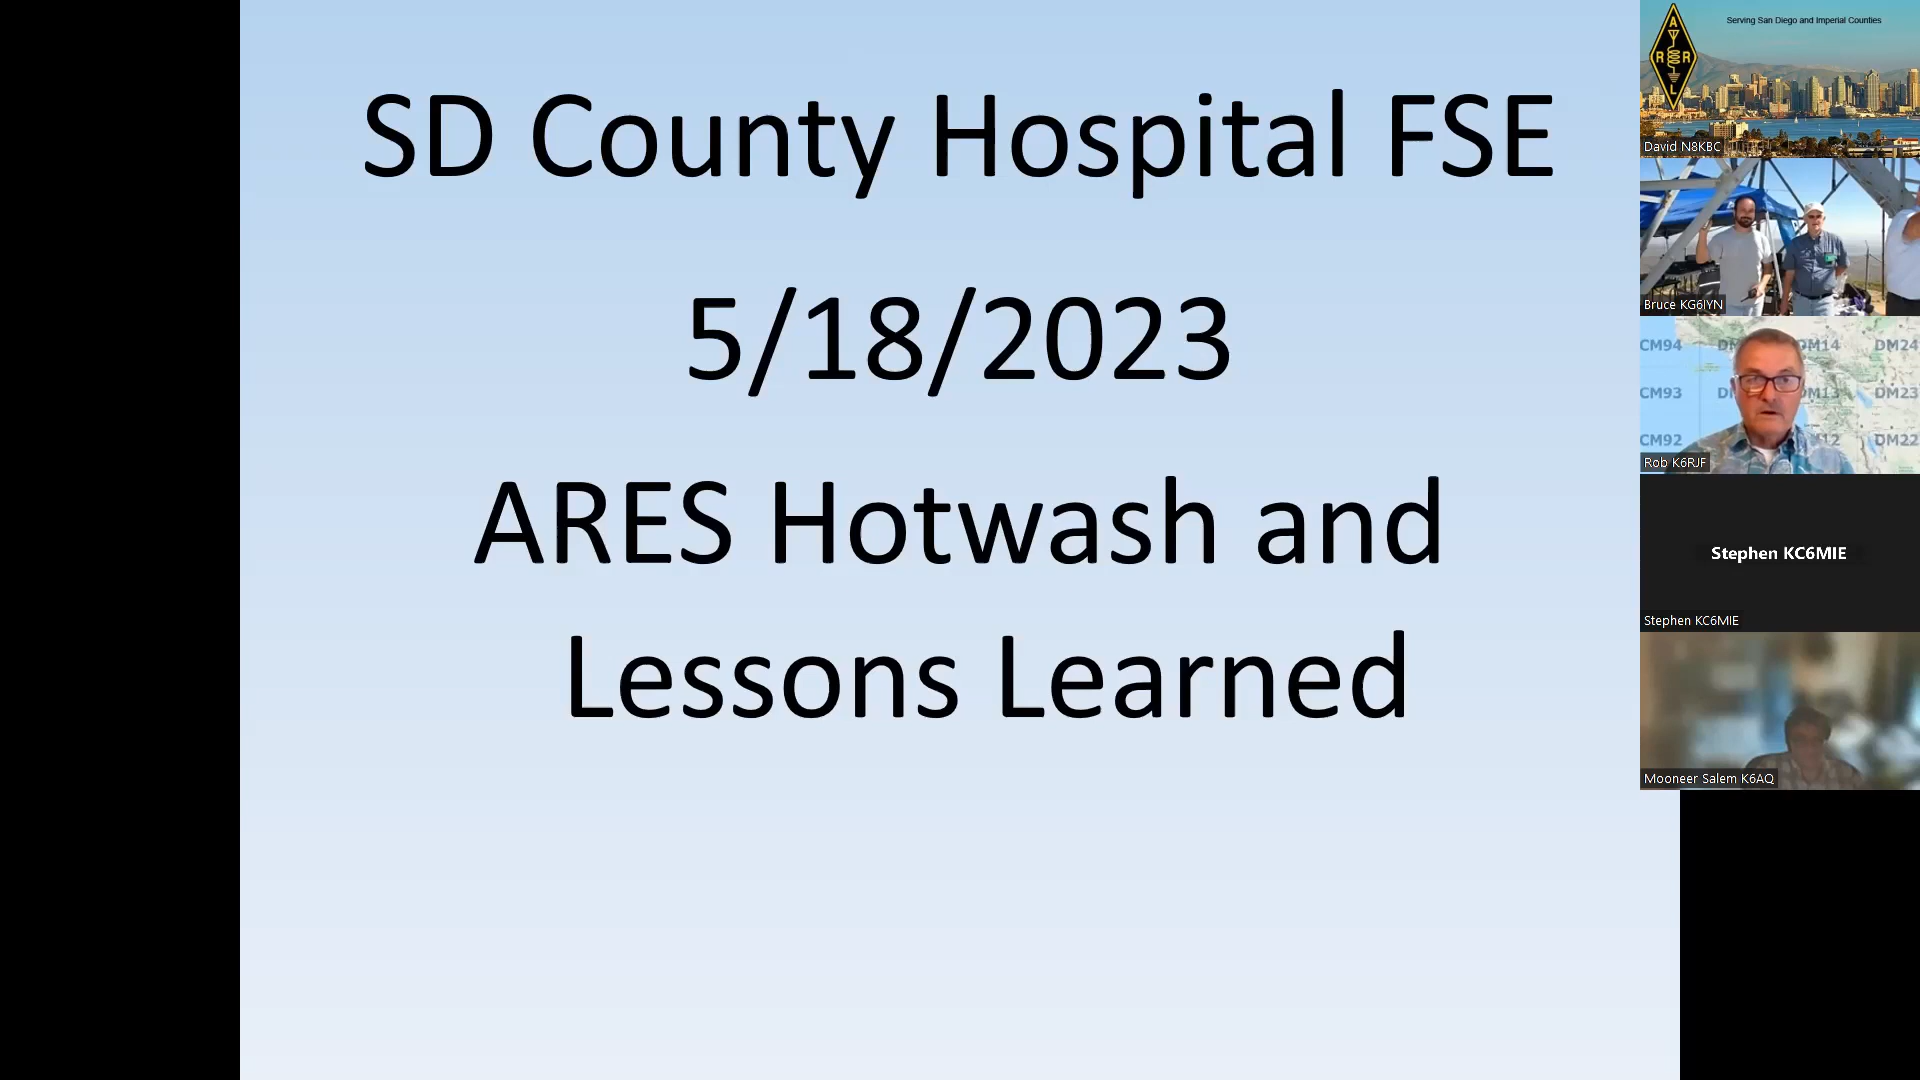 SD County Hospital FSE
5/18/2023
ARES Hotwash and
Lessons Learned
Serving San Diego and Imperial Counties
A
R R
L
David N8KBC
Bruce KG6IYN
CM94
DM14 DM24
CM93
DM13 DM23
CM92
DM22
Rob K6RJF
Stephen KC6MIE
Stephen KC6MIE
Mooneer Salem K6AQ